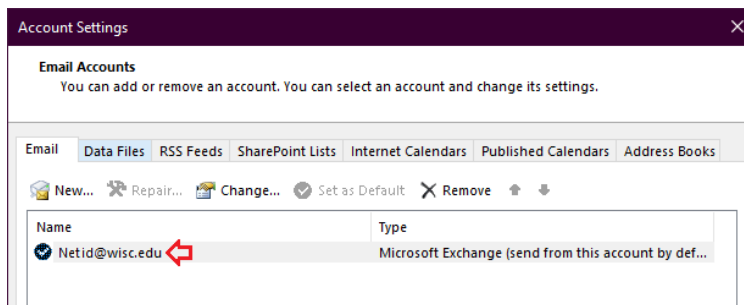 Account Settings
Email Accounts
You can add or remove an account. You can select an account and change its settings.
Email Data Files RSS Feeds SharePoint Lists Internet Calendars Published Calendars Address Books
New... Repair... Change... Set as Default Remove
Name Type
Netid@wisc.edu Microsoft Exchange (send from this account by def...